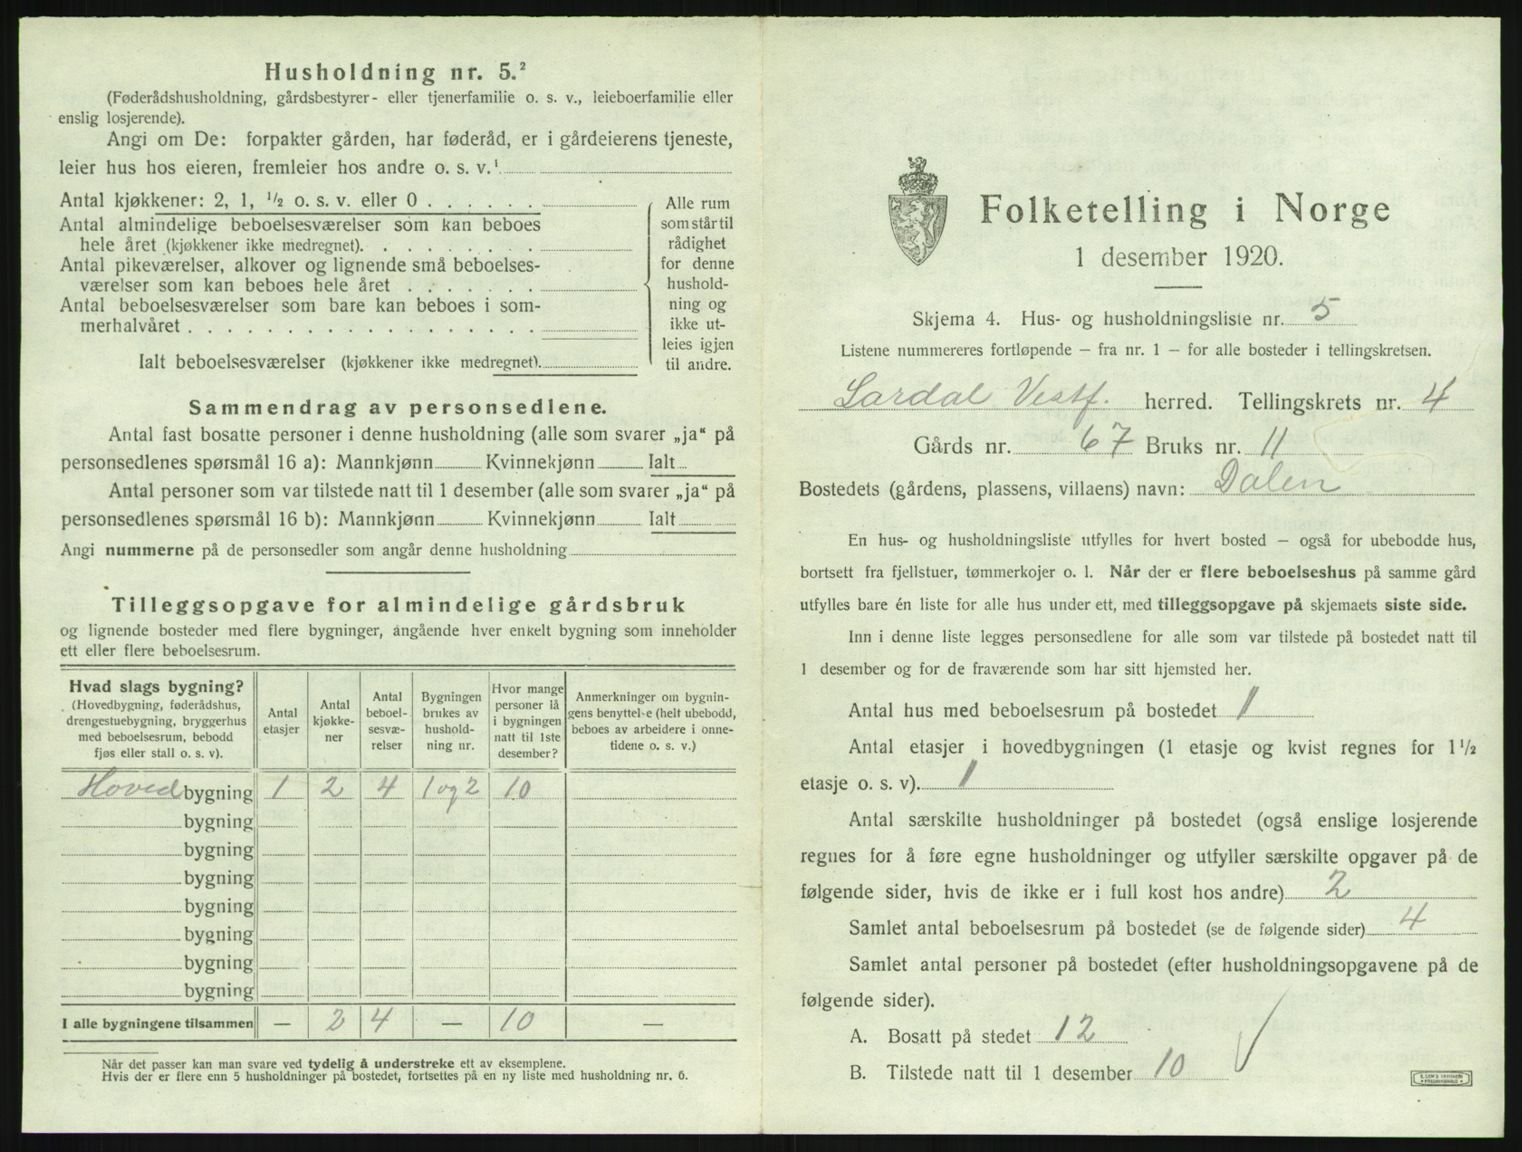 Husholdning nr. 5.²
(Føderådshusholdning, gårdsbestyrer- eller tjenerfamilie o. s. v., leieboerfamilie eller
enslig losjerende).
Angi om De: forpakter gården, har føderåd, er i gårdeierens tjeneste,
leier hus hos eieren, fremleier hos andre o. s. v.¹
Antal kjøkkener: 2, 1, ½ o. s. v. eller 0 . . . . . .
Antal almindelige beboelsesværelser som kan beboes
hele året (kjøkkener ikke medregnet). . . . . . . . .
Antal pikeværelser, alkover og lignende små beboelses-
værelser som kan beboes hele året . . . . . . .
Antal beboelsesværelser som bare kan beboes i som-
merhalvåret . . . . . . . . . . . . . . . . . .
Ialt beboelsesværelser (kjøkkener ikke medregnet).
Alle rum
som står til
rådighet
for denne
hushold-
ning og
ikke ut-
leies igjen
til andre.
Sammendrag av personsedlene.
Antal fast bosatte personer i denne husholdning (alle som svarer „ja“ på
personsedlenes spørsmål 16 a): Mannkjønn Kvinnekjønn Ialt
Antal personer som var tilstede natt til 1 desember (alle som svarer „ja“ på
personsedlenes spørsmål 16 b): Mannkjønn Kvinnekjønn Ialt
Angi nummerne på de personsedler som angår denne husholdning
Tilleggsopgave for almindelige gårdsbruk
og lignende bosteder med flere bygninger, angående hver enkelt bygning som inneholder
ett eller flere beboelsesrum.
Hvad slags bygning?
(Hovedbygning, føderådshus,
drengestuebygning, bryggerhus
med beboelsesrum, bebodd
fjøs eller stall o. s. v).
Antal
etasjer
Antal
kjøkke-
ner
Antal
beboel-
sesvæ-
relser
Bygningen
brukes av
hushold-
ning nr.
Hvor mange
personer lå
i bygningen
natt til 1ste
desember?
Anmerkninger om bygnin-
gens benyttelse (helt ubebodd,
beboes av arbeidere i onne-
tidene o. s. v.)
Hovedbygning 1 2 4 1 og 2 10
bygning
bygning
bygning
bygning
bygning
bygning
bygning
I alle bygningene tilsammen — 2 4 — 10 —
Når det passer kan man svare ved tydelig å understreke ett av eksemplene.
Hvis der er flere enn 5 husholdninger på bostedet, fortsettes på en ny liste med husholdning nr. 6.
Folketelling i Norge
1 desember 1920.
Skjema 4. Hus- og husholdningsliste nr. 5
Listene nummereres fortløpende — fra nr. 1 — for alle bosteder i tellingskretsen.
Lardal Vestf. herred. Tellingskrets nr. 4
Gårds nr. 67 Bruks nr. 11
Bostedets (gårdens, plassens, villaens) navn: Dalen
En hus- og husholdningsliste utfylles for hvert bosted — også for ubebodde hus,
bortsett fra fjellstuer, tømmerkojer o. l. Når der er flere beboelseshus på samme gård
utfylles bare én liste for alle hus under ett, med tilleggsopgave på skjemaets siste side.
Inn i denne liste legges personsedlene for alle som var tilstede på bostedet natt til
1 desember og for de fraværende som har sitt hjemsted her.
Antal hus med beboelsesrum på bostedet 1
Antal etasjer i hovedbygningen (1 etasje og kvist regnes for 1½
etasje o. s. v). 1
Antal særskilte husholdninger på bostedet (også enslige losjerende
regnes for å føre egne husholdninger og utfyller særskilte opgaver på de
følgende sider, hvis de ikke er i full kost hos andre) 2
Samlet antal beboelsesrum på bostedet (se de følgende sider) 4
Samlet antal personer på bostedet (efter husholdningsopgavene på de
følgende sider).
A. Bosatt på stedet 12
B. Tilstede natt til 1 desember 10